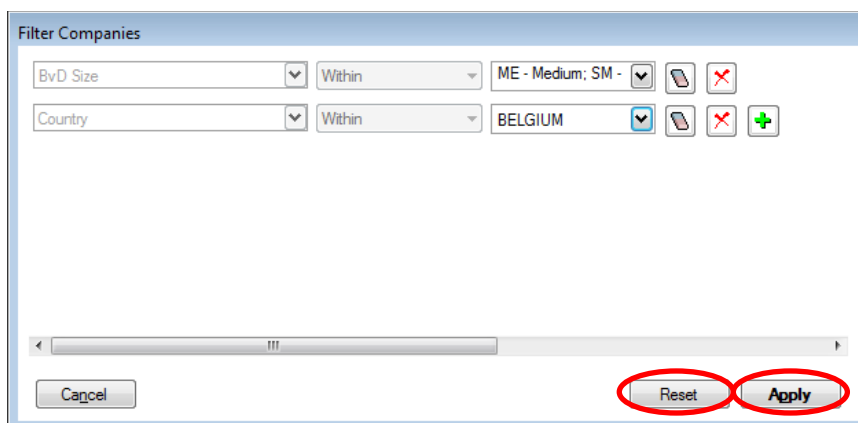 Filter Companies
BvD Size Within ME - Medium; SM -
Country Within BELGIUM
Cancel Reset Apply